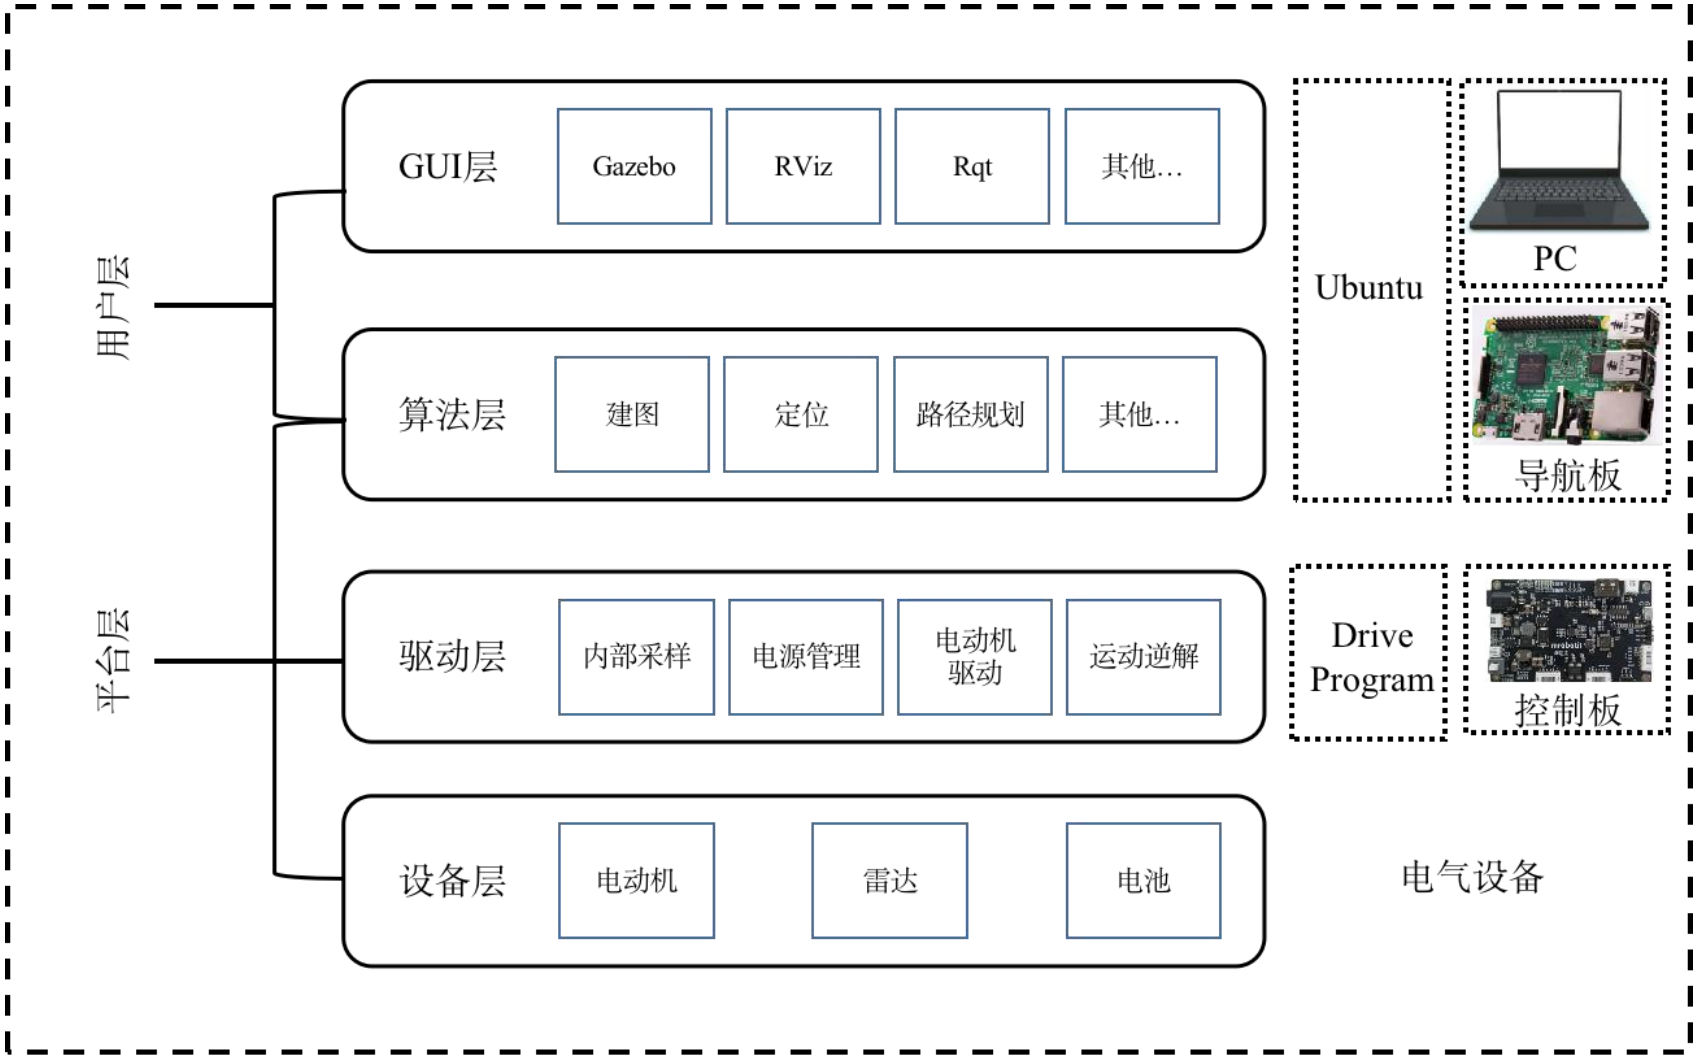 用户层
平台层
GUI层
Gazebo
RViz
Rqt
其他...
算法层
建图
定位
路径规划
其他...
驱动层
内部采样
电源管理
电动机
驱动
运动逆解
设备层
电动机
雷达
电池
Ubuntu
PC
导航板
Drive
Program
控制板
电气设备